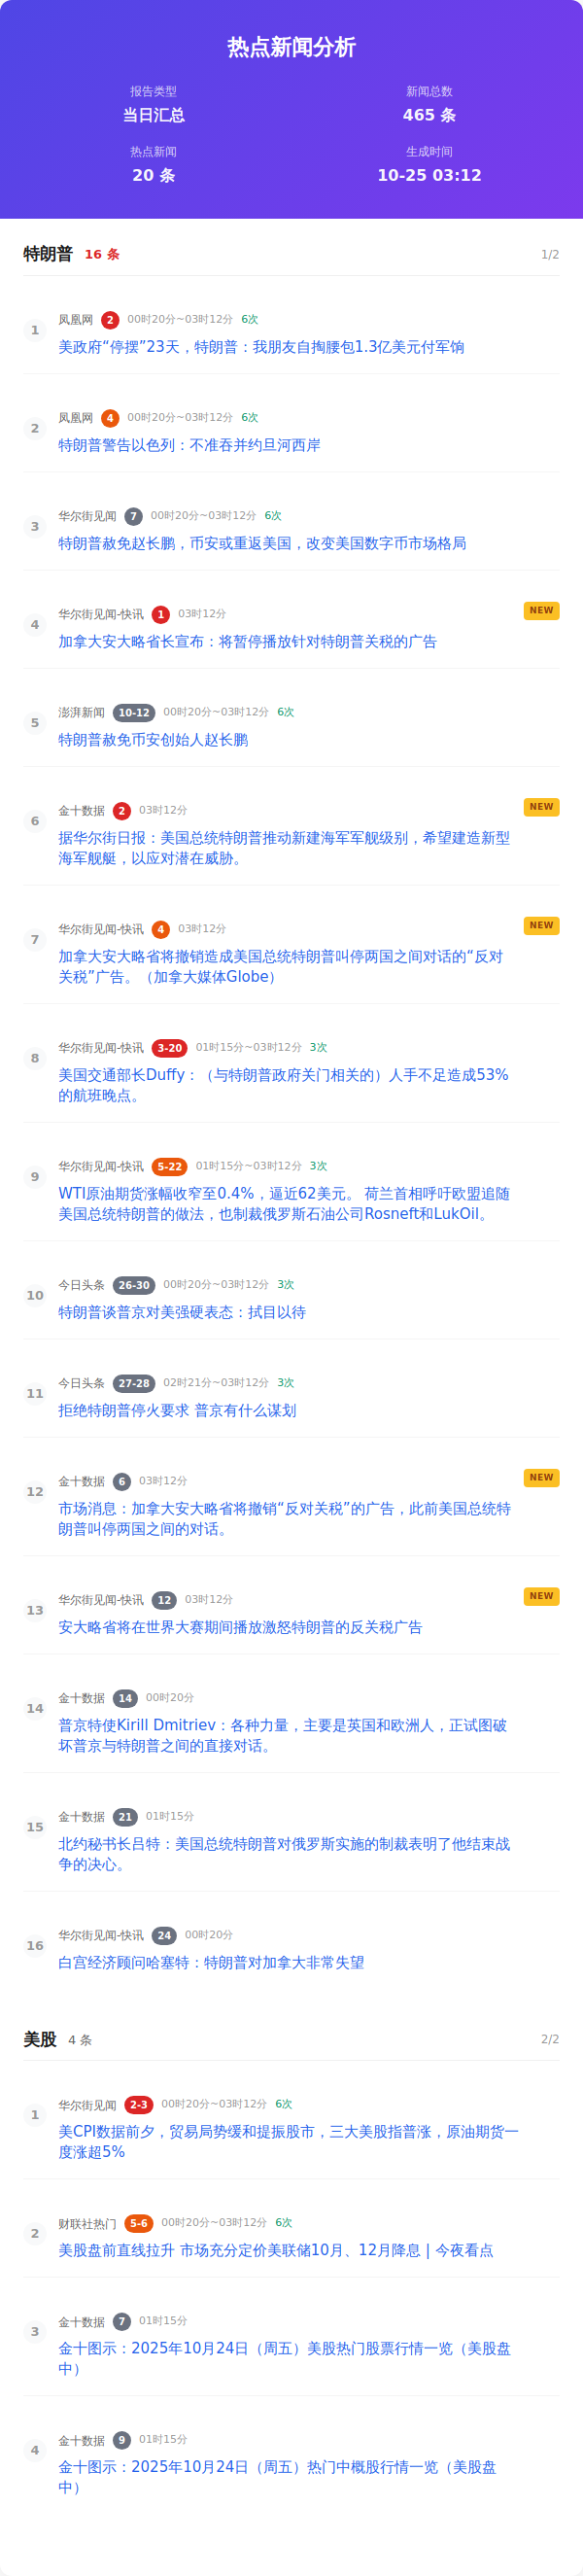 热点新闻分析
报告类型
当日汇总
新闻总数
465 条
热点新闻
20 条
生成时间
10-25 03:12
特朗普 16 条 1/2
1
凤凰网 2 00时20分~03时12分 6次
美政府“停摆”23天，特朗普：我朋友自掏腰包1.3亿美元付军饷
2
凤凰网 4 00时20分~03时12分 6次
特朗普警告以色列：不准吞并约旦河西岸
3
华尔街见闻 7 00时20分~03时12分 6次
特朗普赦免赵长鹏，币安或重返美国，改变美国数字币市场格局
4
华尔街见闻-快讯 1 03时12分 NEW
加拿大安大略省长宣布：将暂停播放针对特朗普关税的广告
5
澎湃新闻 10-12 00时20分~03时12分 6次
特朗普赦免币安创始人赵长鹏
6
金十数据 2 03时12分 NEW
据华尔街日报：美国总统特朗普推动新建海军军舰级别，希望建造新型
海军舰艇，以应对潜在威胁。
7
华尔街见闻-快讯 4 03时12分 NEW
加拿大安大略省将撤销造成美国总统特朗普叫停两国之间对话的“反对
关税”广告。（加拿大媒体Globe）
8
华尔街见闻-快讯 3-20 01时15分~03时12分 3次
美国交通部长Duffy：（与特朗普政府关门相关的）人手不足造成53%
的航班晚点。
9
华尔街见闻-快讯 5-22 01时15分~03时12分 3次
WTI原油期货涨幅收窄至0.4%，逼近62美元。 荷兰首相呼吁欧盟追随
美国总统特朗普的做法，也制裁俄罗斯石油公司Rosneft和LukOil。
10
今日头条 26-30 00时20分~03时12分 3次
特朗普谈普京对美强硬表态：拭目以待
11
今日头条 27-28 02时21分~03时12分 3次
拒绝特朗普停火要求 普京有什么谋划
12
金十数据 6 03时12分 NEW
市场消息：加拿大安大略省将撤销“反对关税”的广告，此前美国总统特
朗普叫停两国之间的对话。
13
华尔街见闻-快讯 12 03时12分 NEW
安大略省将在世界大赛期间播放激怒特朗普的反关税广告
14
金十数据 14 00时20分
普京特使Kirill Dmitriev：各种力量，主要是英国和欧洲人，正试图破
坏普京与特朗普之间的直接对话。
15
金十数据 21 01时15分
北约秘书长吕特：美国总统特朗普对俄罗斯实施的制裁表明了他结束战
争的决心。
16
华尔街见闻-快讯 24 00时20分
白宫经济顾问哈塞特：特朗普对加拿大非常失望
美股 4 条 2/2
1
华尔街见闻 2-3 00时20分~03时12分 6次
美CPI数据前夕，贸易局势缓和提振股市，三大美股指普涨，原油期货一
度涨超5%
2
财联社热门 5-6 00时20分~03时12分 6次
美股盘前直线拉升 市场充分定价美联储10月、12月降息 | 今夜看点
3
金十数据 7 01时15分
金十图示：2025年10月24日（周五）美股热门股票行情一览（美股盘
中）
4
金十数据 9 01时15分
金十图示：2025年10月24日（周五）热门中概股行情一览（美股盘
中）